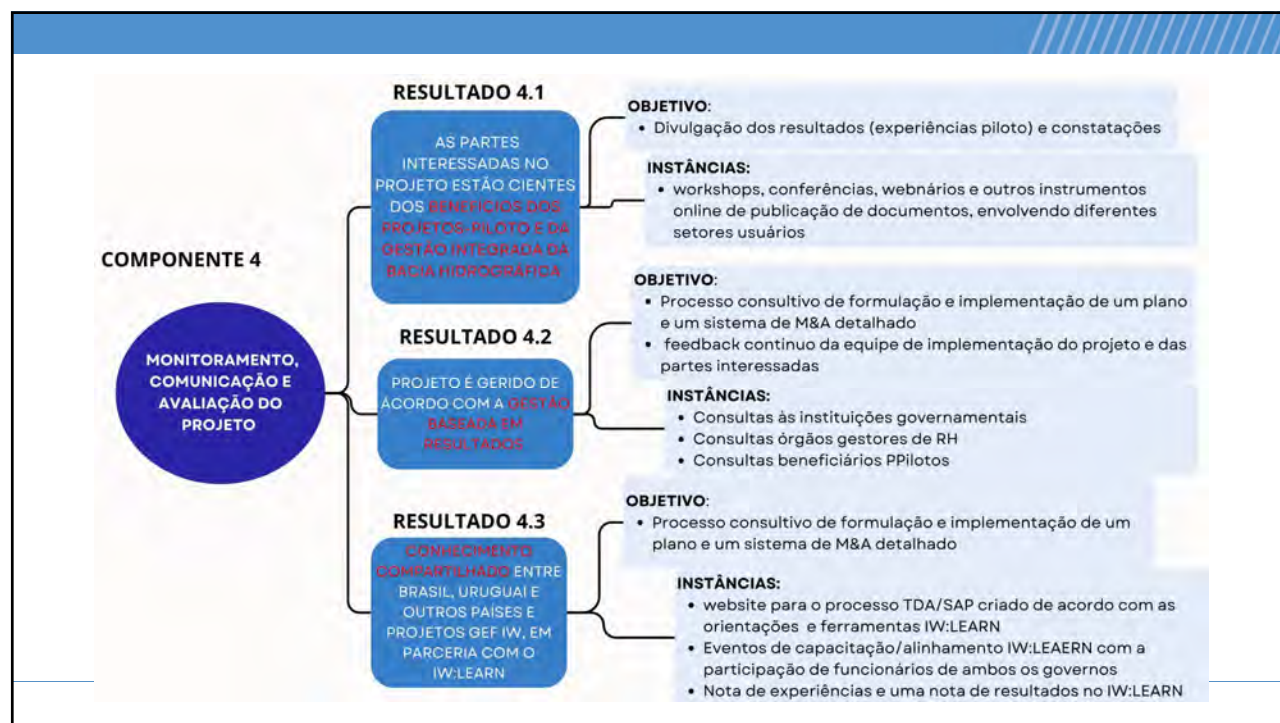 COMPONENTE 4
MONITORAMENTO,
COMUNICAÇÃO E
AVALIAÇÃO DO
PROJETO
RESULTADO 4.1
AS PARTES
INTERESSADAS NO
PROJETO ESTÃO CIENTES
DOS BENEFÍCIOS DOS
PROJETOS-PILOTO E DA
GESTÃO INTEGRADA DA
BACIA HIDROGRÁFICA
OBJETIVO:
• Divulgação dos resultados (experiências piloto) e constatações
INSTÂNCIAS:
• workshops, conferências, webnários e outros instrumentos
online de publicação de documentos, envolvendo diferentes
setores usuários
RESULTADO 4.2
PROJETO É GERIDO DE
ACORDO COM A GESTÃO
BASSADA EM
RESULTADOS
OBJETIVO:
• Processo consultivo de formulação e implementação de um plano
e um sistema de M&A detalhado
• feedback contínuo da equipe de implementação do projeto e das
partes interessadas
INSTÂNCIAS:
• Consultas às instituições governamentais
• Consultas órgãos gestores de RH
• Consultas beneficiários PPilotos
RESULTADO 4.3
CONHECIMENTO
COMPARTILHADO ENTRE
BRASIL, URUGUAI E
OUTROS PAÍSES E
PROJETOS GEF IW, EM
PARCERIA COM O
IW:LEARN
OBJETIVO:
• Processo consultivo de formulação e implementação de um
plano e um sistema de M&A detalhado
INSTÂNCIAS:
• website para o processo TDA/SAP criado de acordo com as
orientações e ferramentas IW:LEARN
• Eventos de capacitação/alinhamento IW:LEAERN com a
participação de funcionários de ambos os governos
• Nota de experiências e uma nota de resultados no IW:LEARN